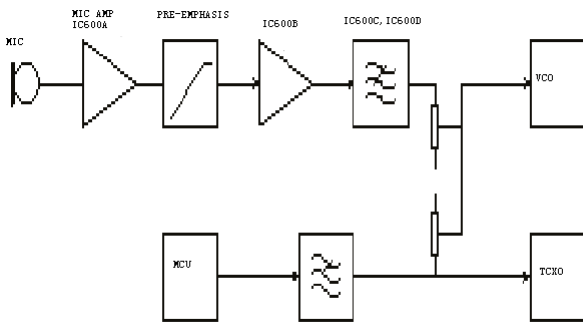 MIC
MIC AMP
IC600A
PRE-EMPHASIS
IC600B
IC600C, IC600D
VCO
MCU
TCXO